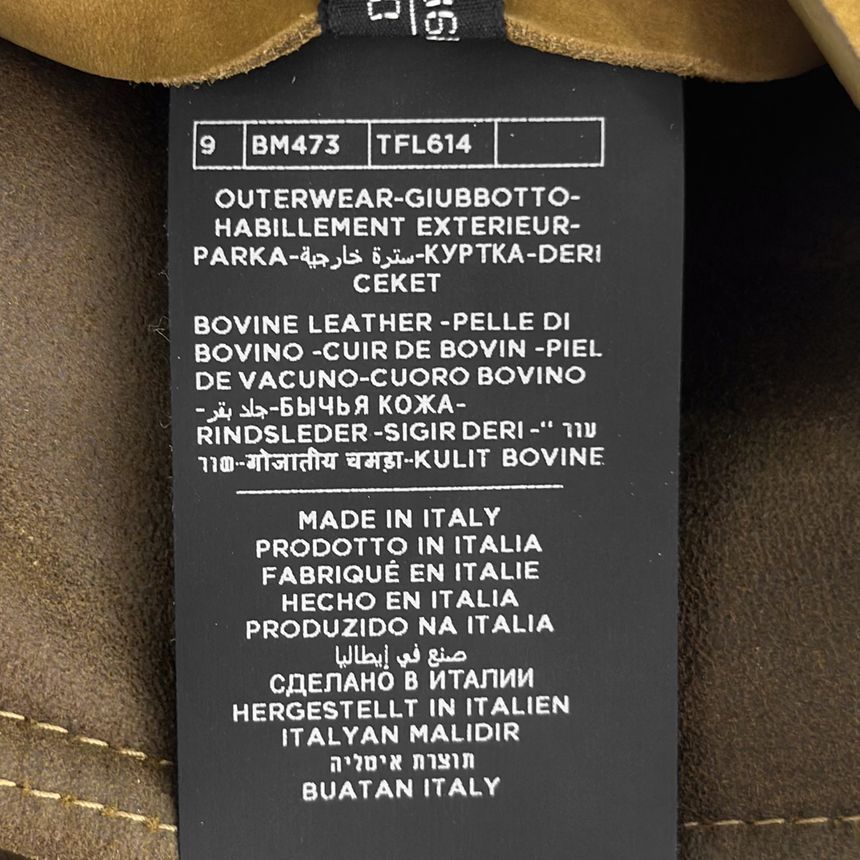 9 BM473 TFL614
OUTERWEAR-GIUBBOTTO-
HABILLEMENT EXTERIEUR-
PARKA-سترة خارجية-КУРТКА-DERI
CEKET
BOVINE LEATHER -PELLE DI
BOVINO -CUIR DE BOVIN -PIEL
DE VACUNO-CUORO BOVINO
-جلد بقر-БЫЧЬЯ КОЖА-
RINDSLEDER -SIGIR DERI -“ עור
שור-गोजातीय चमड़ा-KULIT BOVINE
MADE IN ITALY
PRODOTTO IN ITALIA
FABRIQUÊ EN ITALIE
HECHO EN ITALIA
PRODUZIDO NA ITALIA
صنع في إيطاليا
СДЕЛАНО В ИТАЛИИ
HERGESTELLT IN ITALIEN
ITALYAN MALIDIR
תוצרת איטליה
BUATAN ITALY